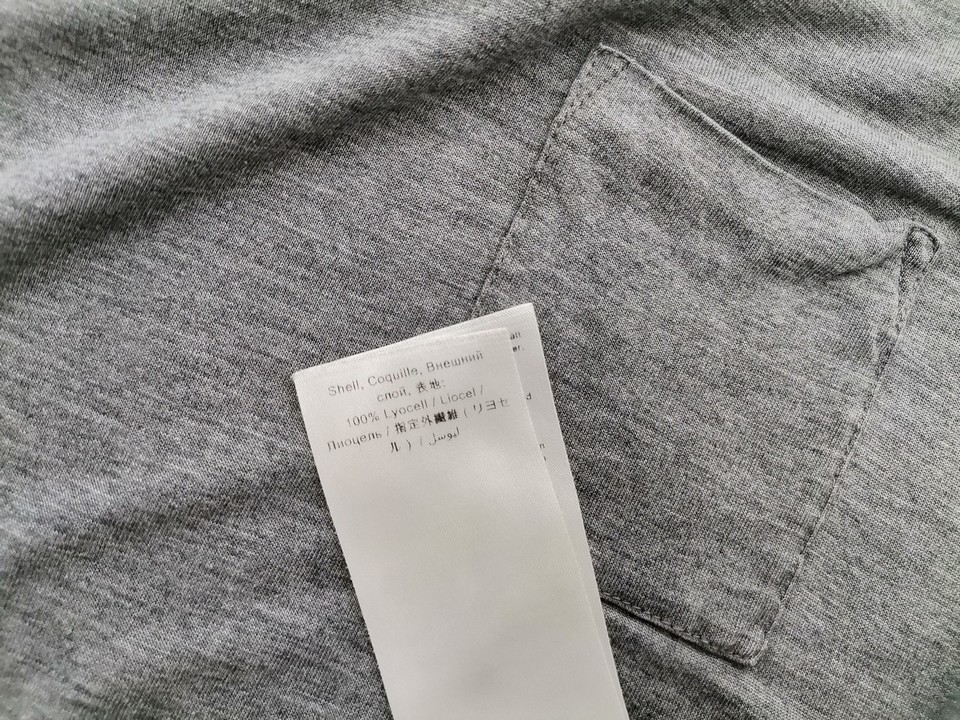 Shell, Coquille, Внешний
слой, 表地:
100% Lyocell / Liocel /
Лиоцель / 指定外繊維 ( リヨセ
ル ) / ليوسل